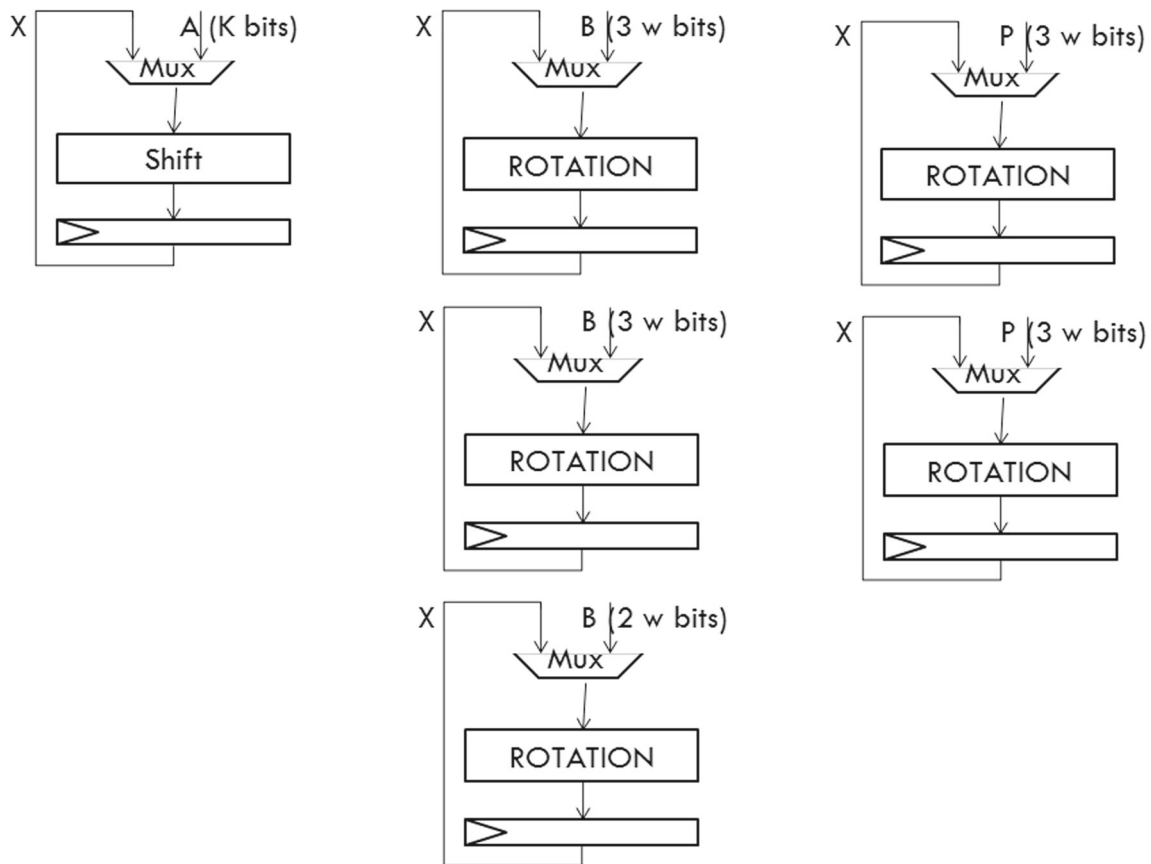 X A (K bits)
Mux
Shift
X B (3 w bits)
Mux
ROTATION
X P (3 w bits)
Mux
ROTATION
X B (3 w bits)
Mux
ROTATION
X P (3 w bits)
Mux
ROTATION
X B (2 w bits)
Mux
ROTATION